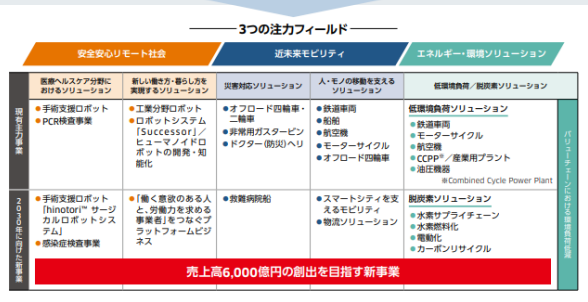 3つの注力フィールド
安全安心リモート社会
近未来モビリティ
エネルギー・環境ソリューション
医療ヘルスケア分野に
おけるソリューション
新しい働き方・暮らし方を
実現するソリューション
災害対応ソリューション
人・モノの移動を支える
ソリューション
低環境負荷／脱炭素ソリューション
現有主力事業
●手術支援ロボット
●PCR検査事業
●工業分野ロボット
●ロボットシステム
「Successor」／
ヒューマノイドロ
ボットの開発・知
能化
●オフロード四輪車・
二輪車
●非常用ガスタービン
●ドクター(防災)ヘリ
●鉄道車両
●船舶
●航空機
●モーターサイクル
●オフロード四輪車
低環境負荷ソリューション
●鉄道車両
●モーターサイクル
●航空機
●CCPP※／産業用プラント
●油圧機器
※Combined Cycle Power Plant
2030年に向けた新事業
●手術支援ロボット
「hinotori™ サージ
カルロボットシス
テム」
●感染症検査事業
●「働く意欲のある人
と、労働力を求める
事業者」をつなぐプ
ラットフォームビジ
ネス
●救難病院船
●スマートシティを支
えるモビリティ
●物流ソリューション
脱炭素ソリューション
●水素サプライチェーン
●水素燃料化
●電動化
●カーボンリサイクル
バリューチェーンにおける環境負荷低減
売上高6,000億円の創出を目指す新事業